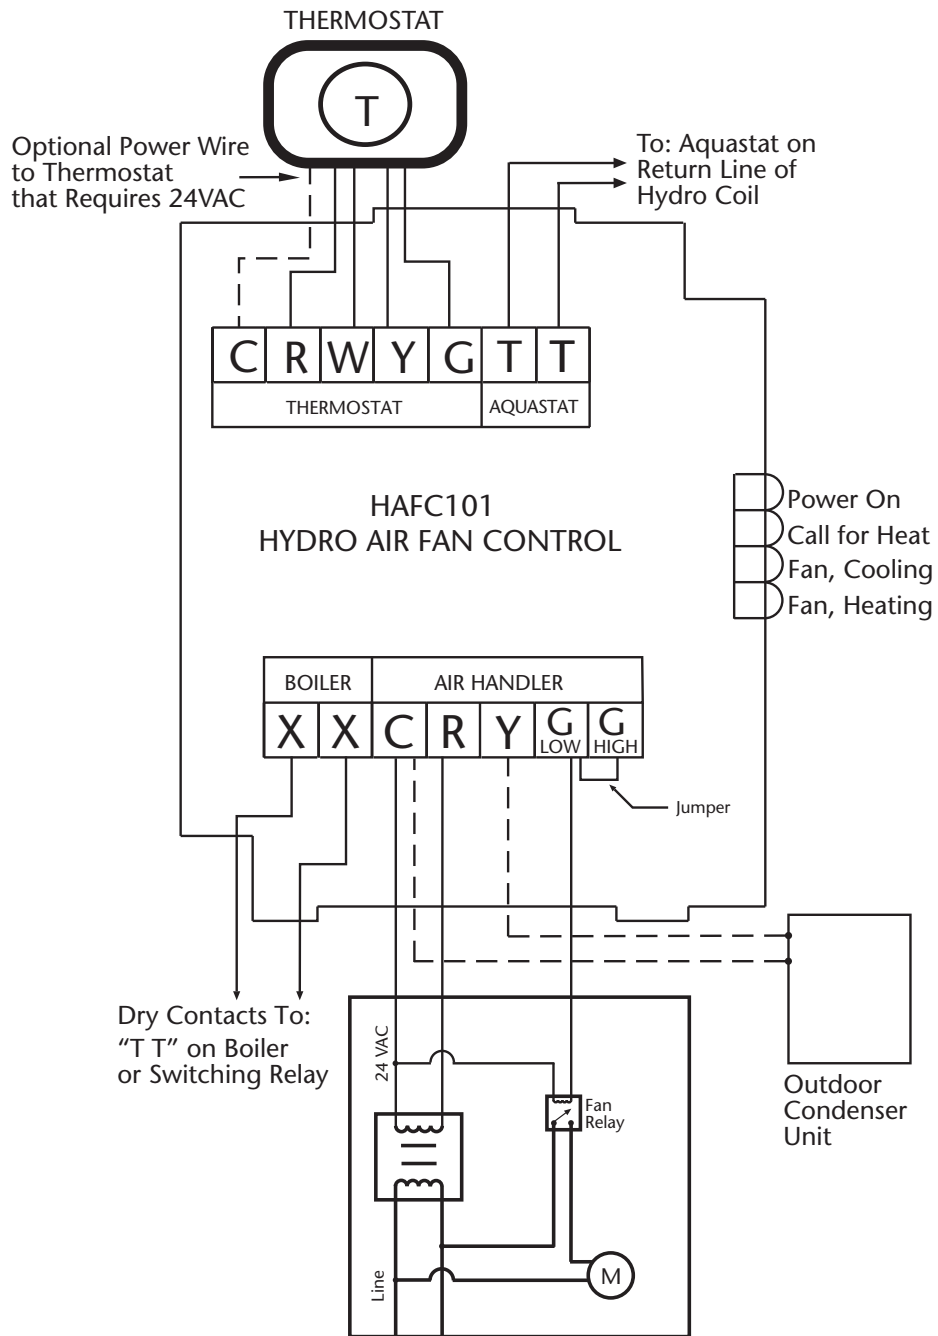 THERMOSTAT
T
Optional Power Wire
to Thermostat
that Requires 24VAC
To: Aquastat on
Return Line of
Hydro Coil
C R W Y G T T
THERMOSTAT AQUASTAT
HAFC101
HYDRO AIR FAN CONTROL
Power On
Call for Heat
Fan, Cooling
Fan, Heating
BOILER AIR HANDLER
X X C R Y G G
LOW HIGH
Jumper
Dry Contacts To:
“T T” on Boiler
or Switching Relay
24 VAC
Fan
Relay
Outdoor
Condenser
Unit
Line
M